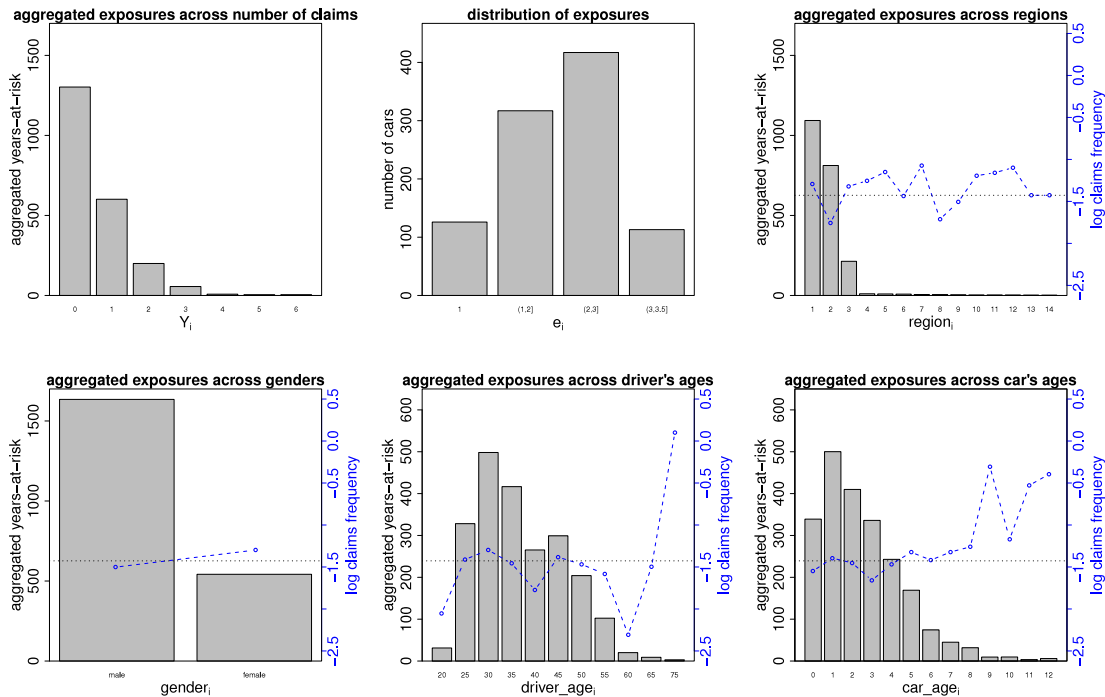 aggregated exposures across number of claims
aggregated years−at−risk
0 500 1000 1500
0 1 2 3 4 5 6
Yi
distribution of exposures
number of cars
0 100 200 300 400
1 (1,2] (2,3] (3,3.5]
ei
aggregated exposures across regions
aggregated years−at−risk
0 500 1000 1500
1 2 3 4 5 6 7 8 9 10 11 12 13 14
regioni
−2.5 −1.5 −0.5 0.0 0.5
log claims frequency
aggregated exposures across genders
aggregated years−at−risk
0 500 1000 1500
male female
genderi
−2.5 −1.5 −0.5 0.0 0.5
log claims frequency
aggregated exposures across driver's ages
aggregated years−at−risk
0 100 200 300 400 500 600
20 25 30 35 40 45 50 55 60 65 75
driver_agei
−2.5 −1.5 −0.5 0.0 0.5
log claims frequency
aggregated exposures across car's ages
aggregated years−at−risk
0 100 200 300 400 500 600
0 1 2 3 4 5 6 7 8 9 10 11 12
car_agei
−2.5 −1.5 −0.5 0.0 0.5
log claims frequency